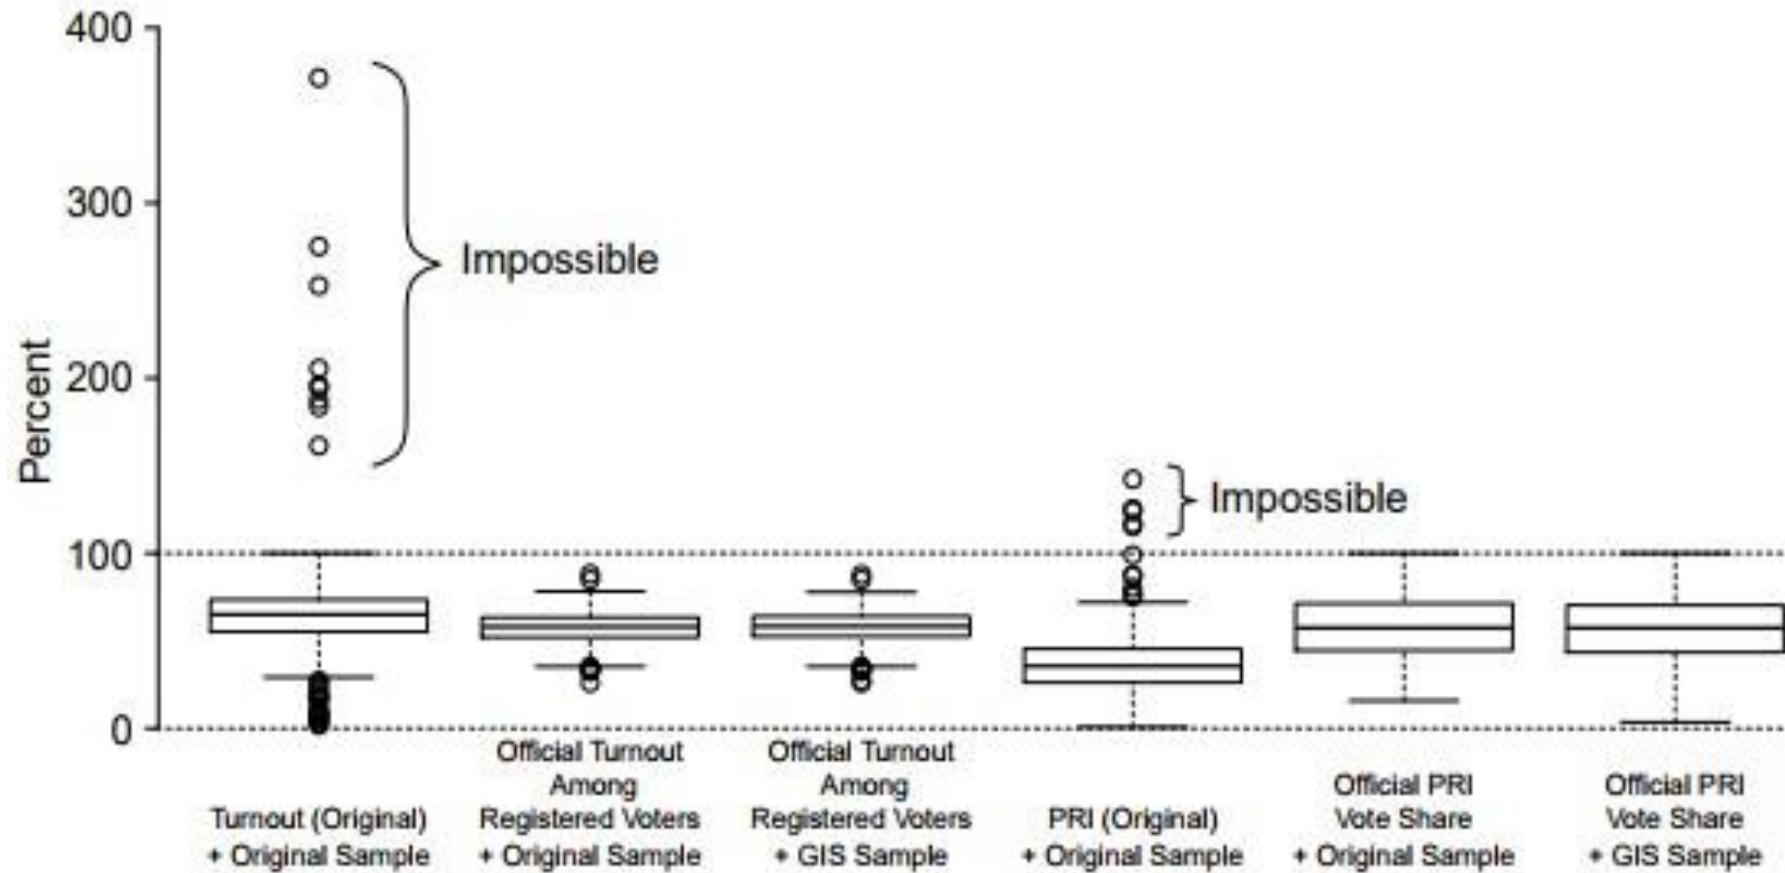 400
300
200
100
0
Percent
Impossible
Impossible
Turnout (Original)
+ Original Sample
Official Turnout
Among
Registered Voters
+ Original Sample
Official Turnout
Among
Registered Voters
+ GIS Sample
PRI (Original)
+ Original Sample
Official PRI
Vote Share
+ Original Sample
Official PRI
Vote Share
+ GIS Sample